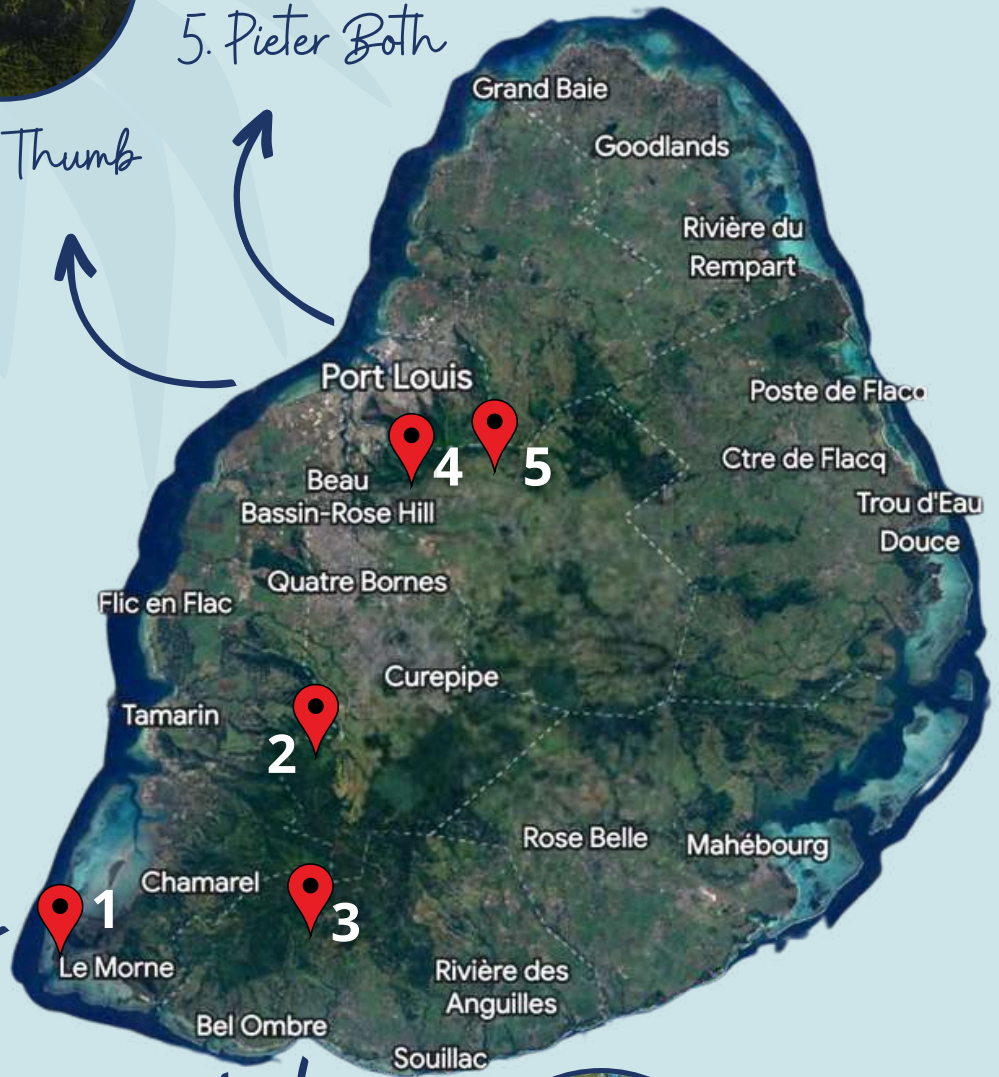 5. Pieter Both
Thumb
Grand Baie
Goodlands
Rivière du
Rempart
Port Louis
Poste de Flacq
4
5
Ctre de Flacq
Beau
Bassin-Rose Hill
Trou d'Eau
Douce
Quatre Bornes
Flic en Flac
Curepipe
Tamarin
2
Rose Belle
Mahébourg
Chamarel
1
3
Le Morne
Rivière des
Anguilles
Bel Ombre
Souillac